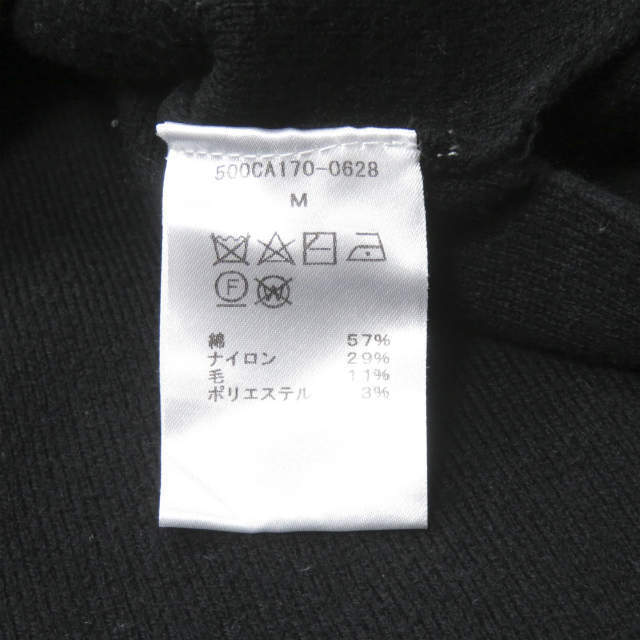 500CA170-0628
M
F W
綿 57%
ナイロン 29%
毛 11%
ポリエステル 3%